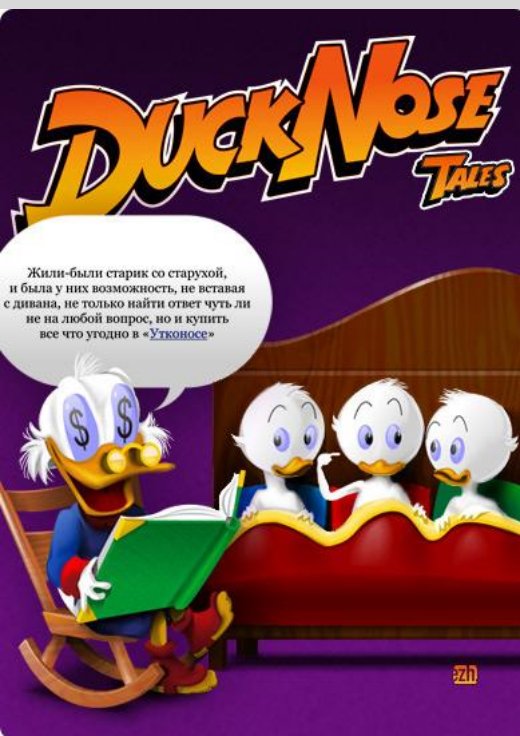 DUCKNOSE
TALES
Жили-были старик со старухой,
и была у них возможность, не вставая
с дивана, не только найти ответ чуть ли
не на любой вопрос, но и купить
все что угодно в «Утконосе»
$ $
ezh